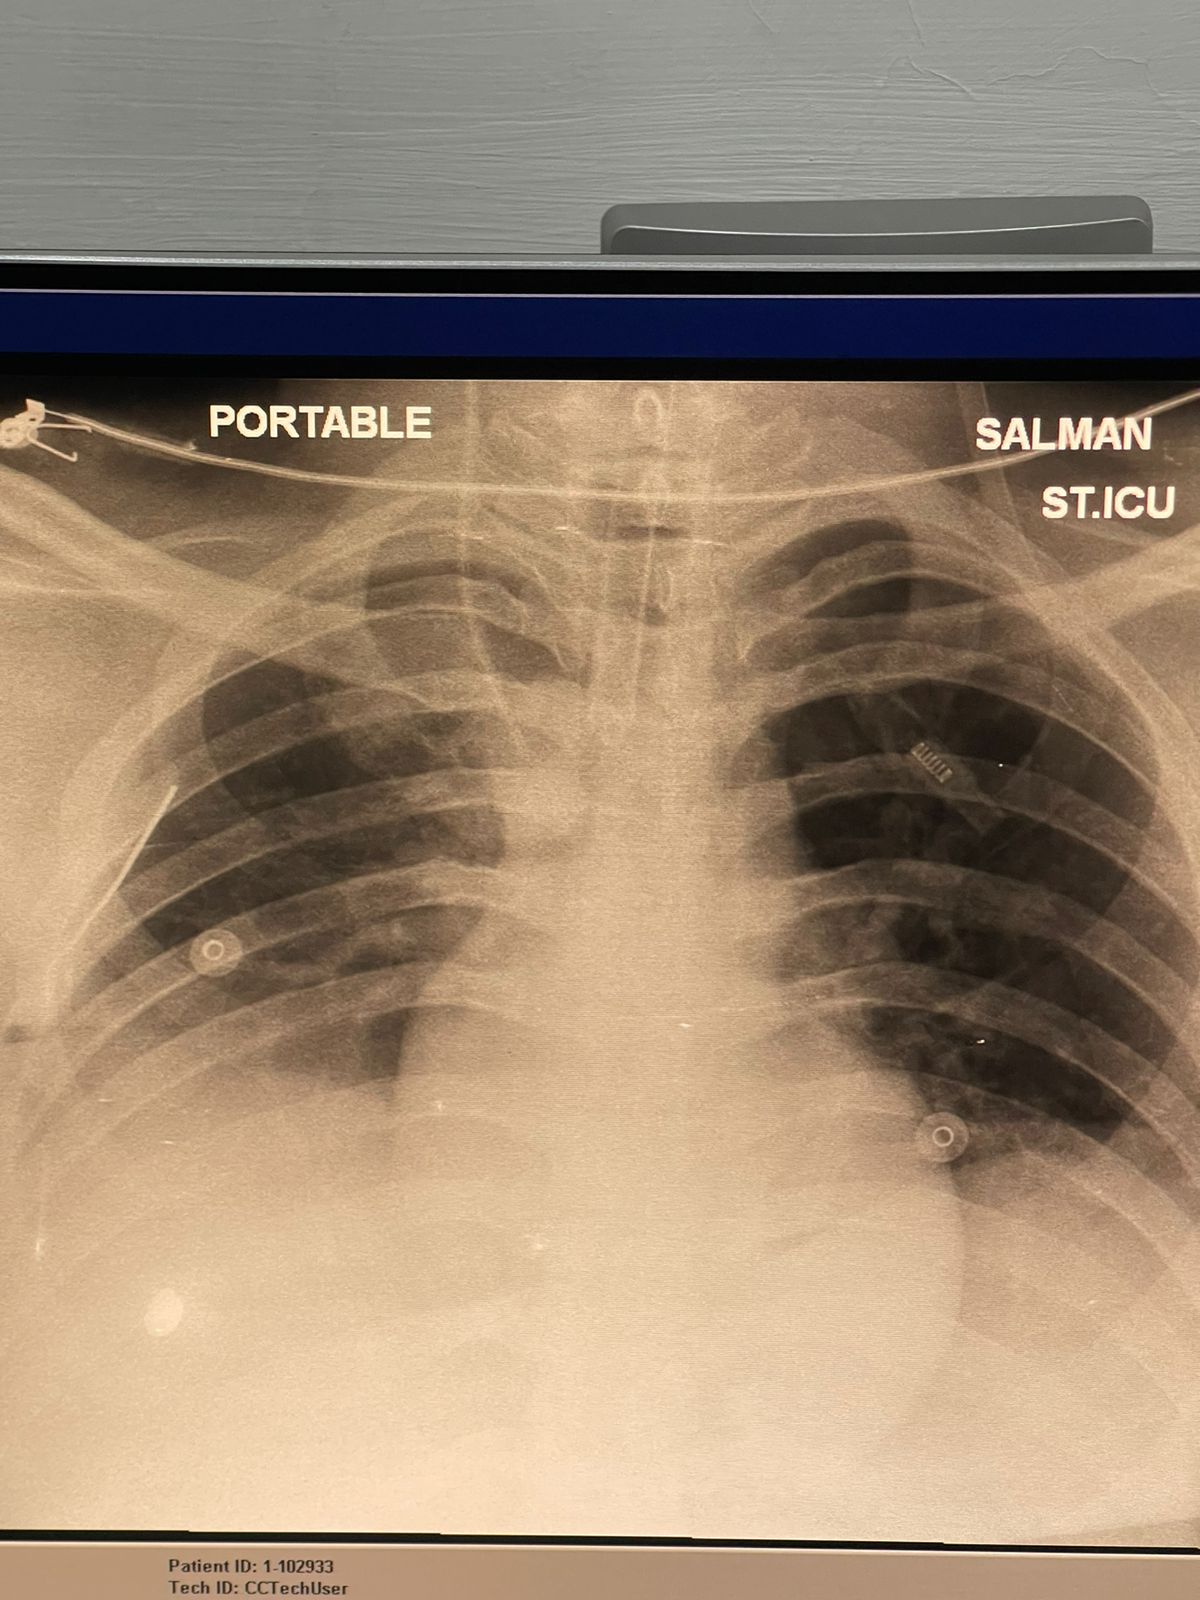 PORTABLE
SALMAN
ST.ICU
Patient ID: 1-102933
Tech ID: CCTechUser